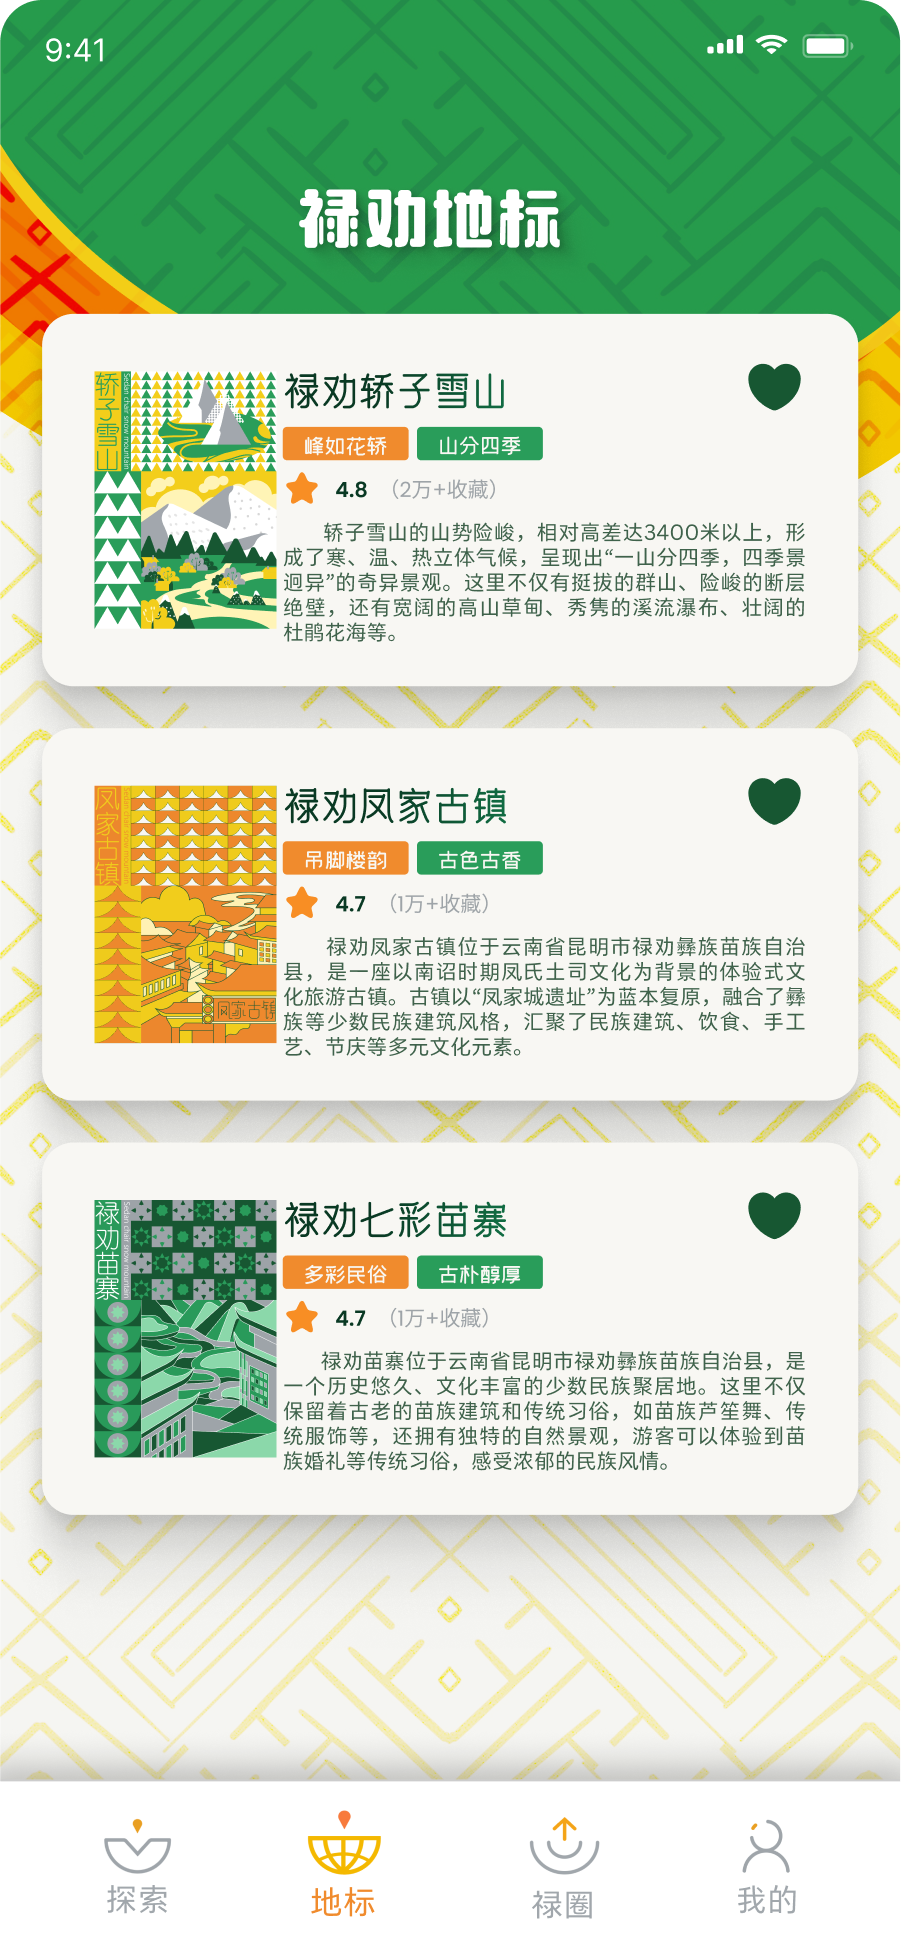 9:41
禄劝地标
轿子雪山
Sedan chair snow mountain
禄劝轿子雪山
峰如花轿
山分四季
4.8
（2万+收藏）
轿子雪山的山势险峻，相对高差达3400米以上，形
成了寒、温、热立体气候，呈现出“一山分四季，四季景
迥异”的奇异景观。这里不仅有挺拔的群山、险峻的断层
绝壁，还有宽阔的高山草甸、秀隽的溪流瀑布、壮阔的
杜鹃花海等。
凤家古镇
凤家古镇
禄劝凤家古镇
吊脚楼韵
古色古香
4.7
（1万+收藏）
禄劝凤家古镇位于云南省昆明市禄劝彝族苗族自治
县，是一座以南诏时期凤氏土司文化为背景的体验式文
化旅游古镇。古镇以“凤家城遗址”为蓝本复原，融合了彝
族等少数民族建筑风格，汇聚了民族建筑、饮食、手工
艺、节庆等多元文化元素。
禄劝苗寨
Sedan chair snow mountain
禄劝七彩苗寨
多彩民俗
古朴醇厚
4.7
（1万+收藏）
禄劝苗寨位于云南省昆明市禄劝彝族苗族自治县，是
一个历史悠久、文化丰富的少数民族聚居地。这里不仅
保留着古老的苗族建筑和传统习俗，如苗族芦笙舞、传
统服饰等，还拥有独特的自然景观，游客可以体验到苗
族婚礼等传统习俗，感受浓郁的民族风情。
探索
地标
禄圈
我的